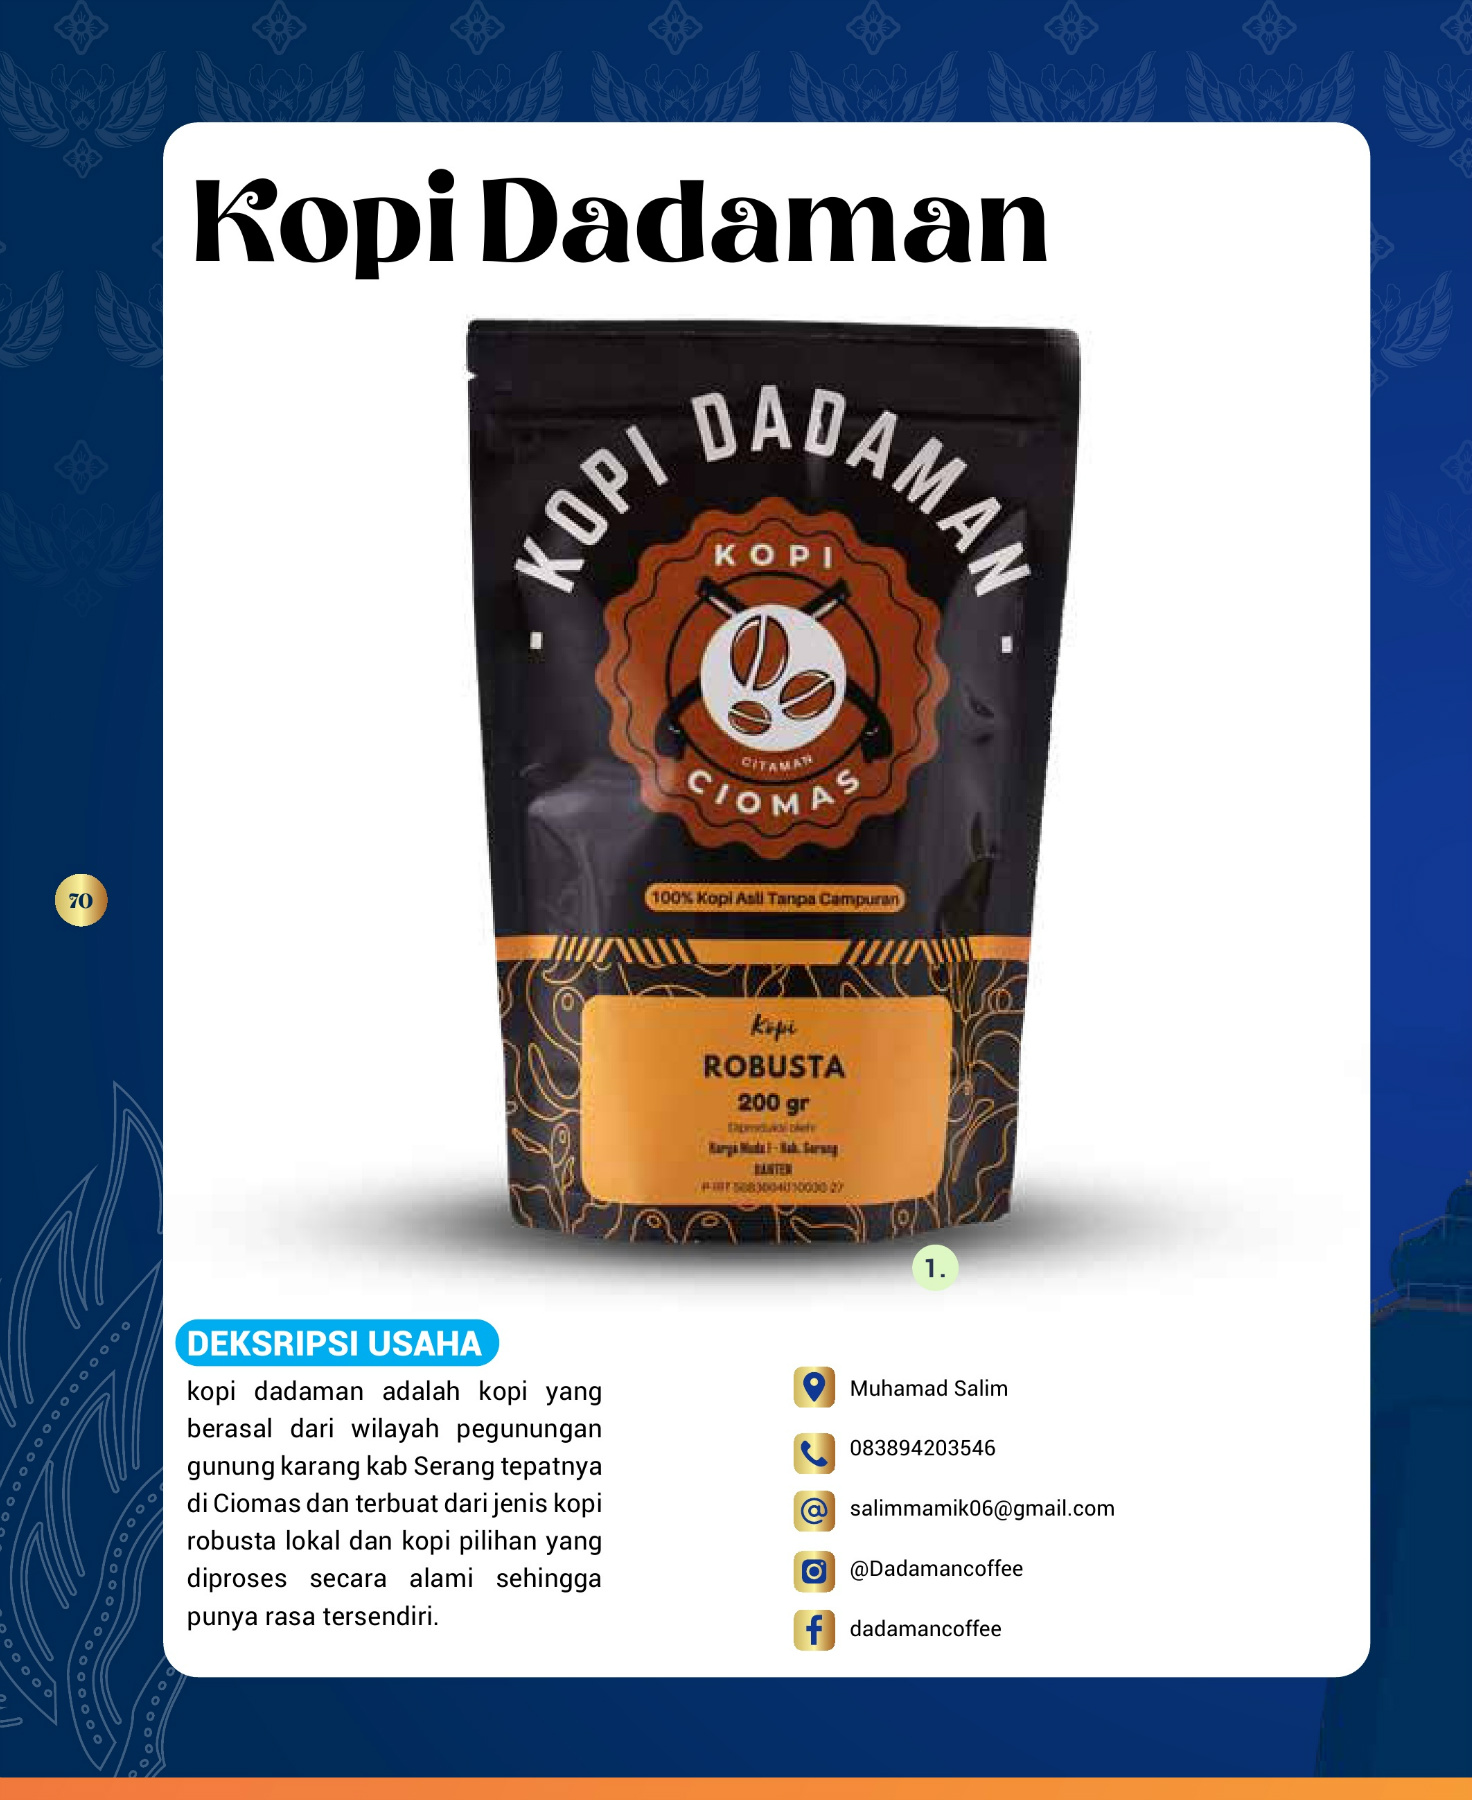 Kopi Dadaman
KOPI DADAMAN
KOPI
CITAMAN
CIOMAS
100% Kopi Asli Tanpa Campuran
70
Kopi
ROBUSTA
200 gr
Diproduksi oleh:
Karya Muda I - Kab. Serang
BANTEN
1.
DEKSRIPSI USAHA
kopi dadaman adalah kopi yang
berasal dari wilayah pegunungan
gunung karang kab Serang tepatnya
di Ciomas dan terbuat dari jenis kopi
robusta lokal dan kopi pilihan yang
diproses secara alami sehingga
punya rasa tersendiri.
Muhamad Salim
083894203546
salimmamik06@gmail.com
@Dadamancoffee
dadamancoffee